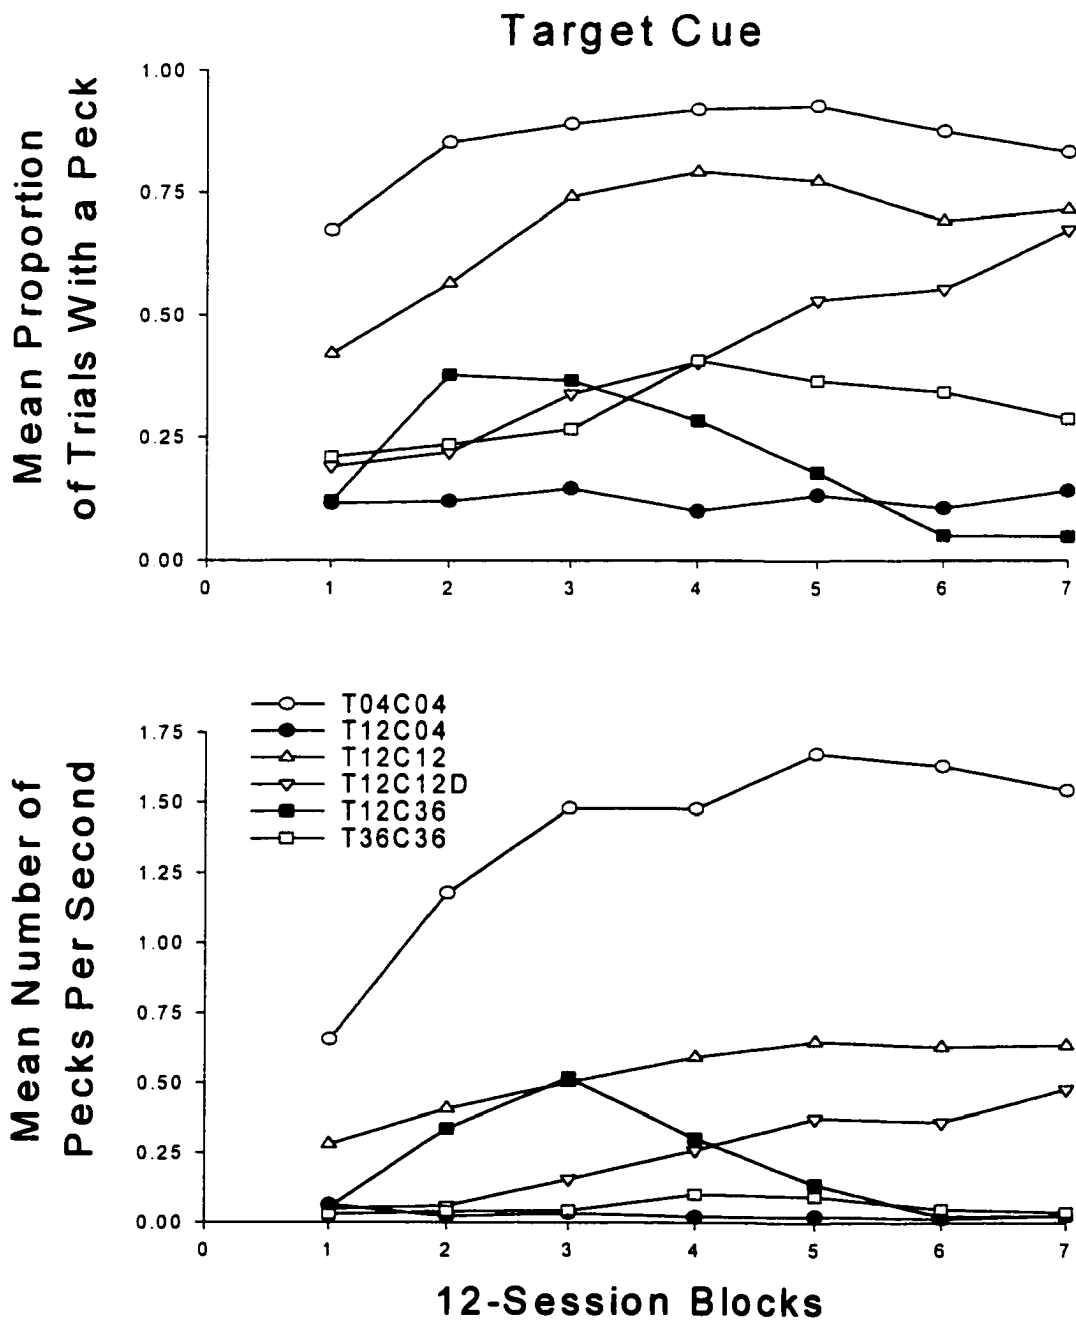 Target Cue
Mean Proportion
of Trials With a Peck
1.00
0.75
0.50
0.25
0.00
0 1 2 3 4 5 6 7
Mean Number of
Pecks Per Second
1.75
1.50
1.25
1.00
0.75
0.50
0.25
0.00
T04C04
T12C04
T12C12
T12C12D
T12C36
T36C36
0 1 2 3 4 5 6 7
12-Session Blocks